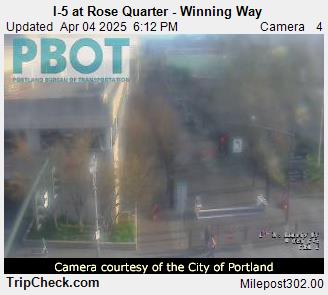 I-5 at Rose Quarter - Winning Way
Updated Apr 04 2025 6:12 PM Camera 4
PBOT
PORTLAND BUREAU OF TRANSPORTATION
Camera courtesy of the City of Portland
TripCheck.com Milepost302.00